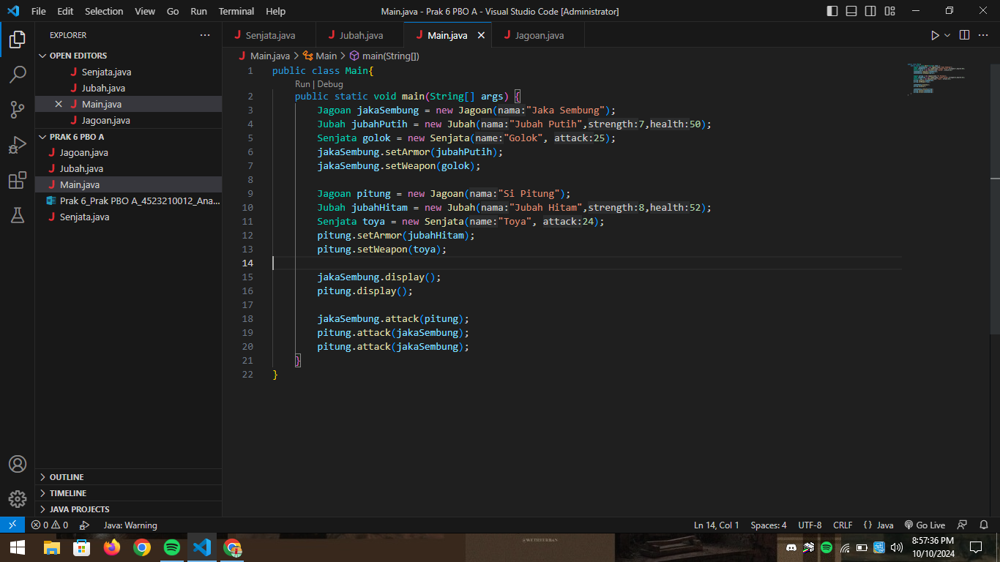 File Edit Selection View Go Run Terminal Help
Main.java - Prak 6 PBO A - Visual Studio Code [Administrator]
EXPLORER
OPEN EDITORS
Senjata.java
Jubah.java
Main.java
Jagoan.java
PRAK 6 PBO A
Jagoan.java
Jubah.java
Main.java
Prak 6_Prak PBO A_4523210012_Ana...
Senjata.java
OUTLINE
TIMELINE
JAVA PROJECTS
Senjata.java Jubah.java Main.java Jagoan.java
Main.java > Main > main(String[])
1 public class Main{
Run | Debug
2 public static void main(String[] args) {
3 Jagoan jakaSembung = new Jagoan(nama:"Jaka Sembung");
4 Jubah jubahPutih = new Jubah(nama:"Jubah Putih",strength:7,health:50);
5 Senjata golok = new Senjata(name:"Golok", attack:25);
6 jakaSembung.setArmor(jubahPutih);
7 jakaSembung.setWeapon(golok);
8
9 Jagoan pitung = new Jagoan(nama:"Si Pitung");
10 Jubah jubahHitam = new Jubah(nama:"Jubah Hitam",strength:8,health:52);
11 Senjata toya = new Senjata(name:"Toya", attack:24);
12 pitung.setArmor(jubahHitam);
13 pitung.setWeapon(toya);
14
15 jakaSembung.display();
16 pitung.display();
17
18 jakaSembung.attack(pitung);
19 pitung.attack(jakaSembung);
20 pitung.attack(jakaSembung);
21 }
22 }
0 0 Java: Warning
Ln 14, Col 1 Spaces: 4 UTF-8 CRLF {} Java Go Live
8:57:36 PM
10/10/2024